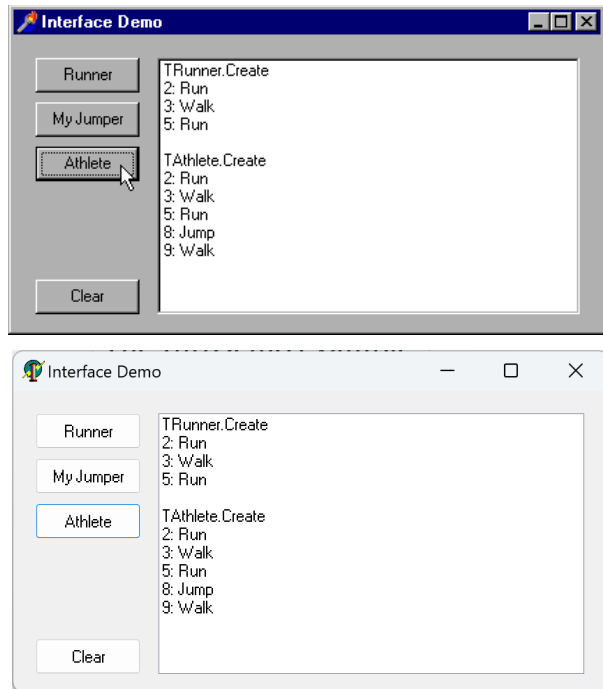 Interface Demo
Runner
My Jumper
Athlete
Clear
TRunner.Create
2: Run
3: Walk
5: Run
TAthlete.Create
2: Run
3: Walk
5: Run
8: Jump
9: Walk
Interface Demo
Runner
My Jumper
Athlete
Clear
TRunner.Create
2: Run
3: Walk
5: Run
TAthlete.Create
2: Run
3: Walk
5: Run
8: Jump
9: Walk